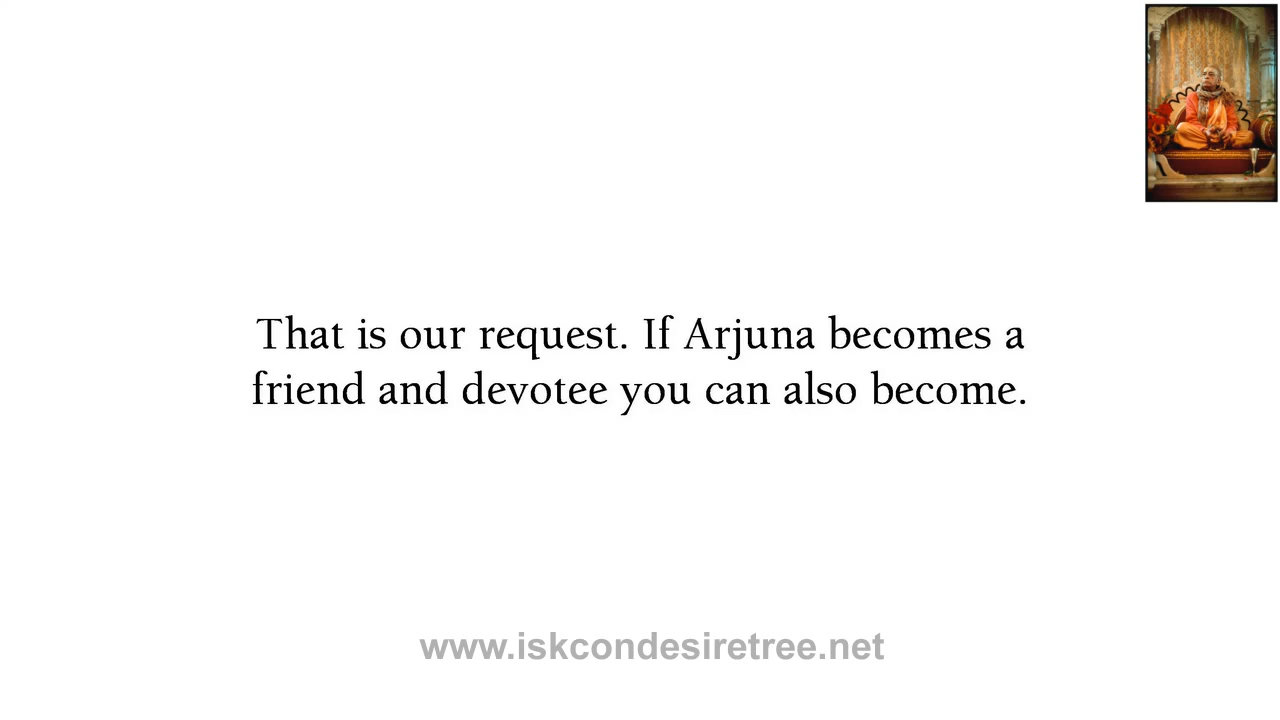 That is our request. If Arjuna becomes a
friend and devotee you can also become.
www.iskcondesiretree.net